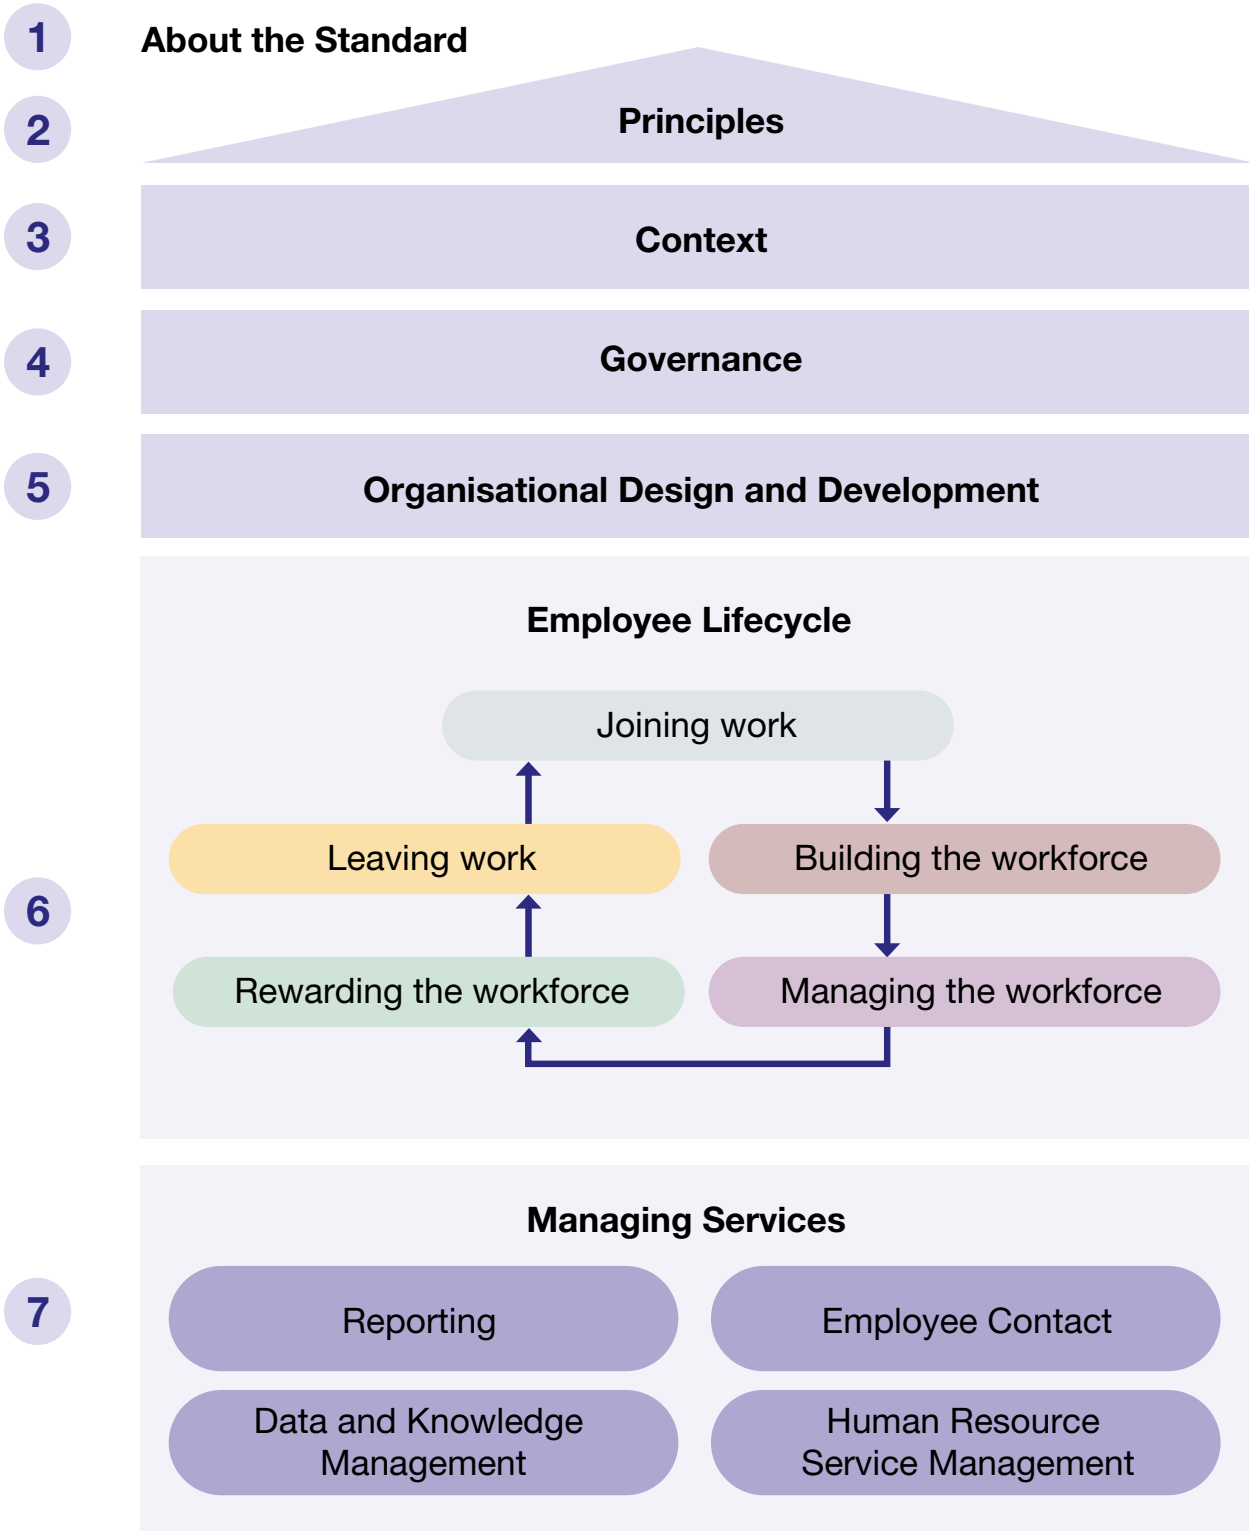 1
About the Standard
2
Principles
3
Context
4
Governance
5
Organisational Design and Development
6
Employee Lifecycle
Joining work
Leaving work
Building the workforce
Rewarding the workforce
Managing the workforce
7
Managing Services
Reporting
Employee Contact
Data and Knowledge
Management
Human Resource
Service Management